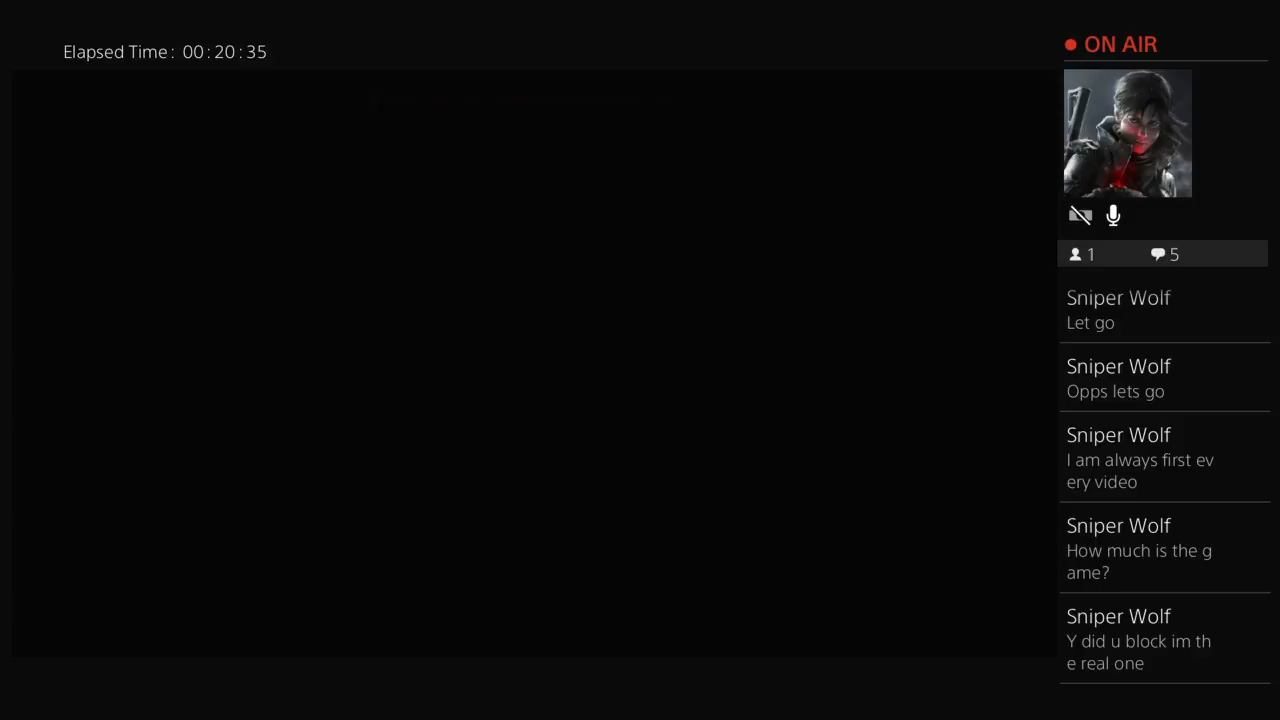 Elapsed Time: 00:20:35
ON AIR
1 5
Sniper Wolf
Let go
Sniper Wolf
Opps lets go
Sniper Wolf
I am always first ev
ery video
Sniper Wolf
How much is the g
ame?
Sniper Wolf
Y did u block im th
e real one